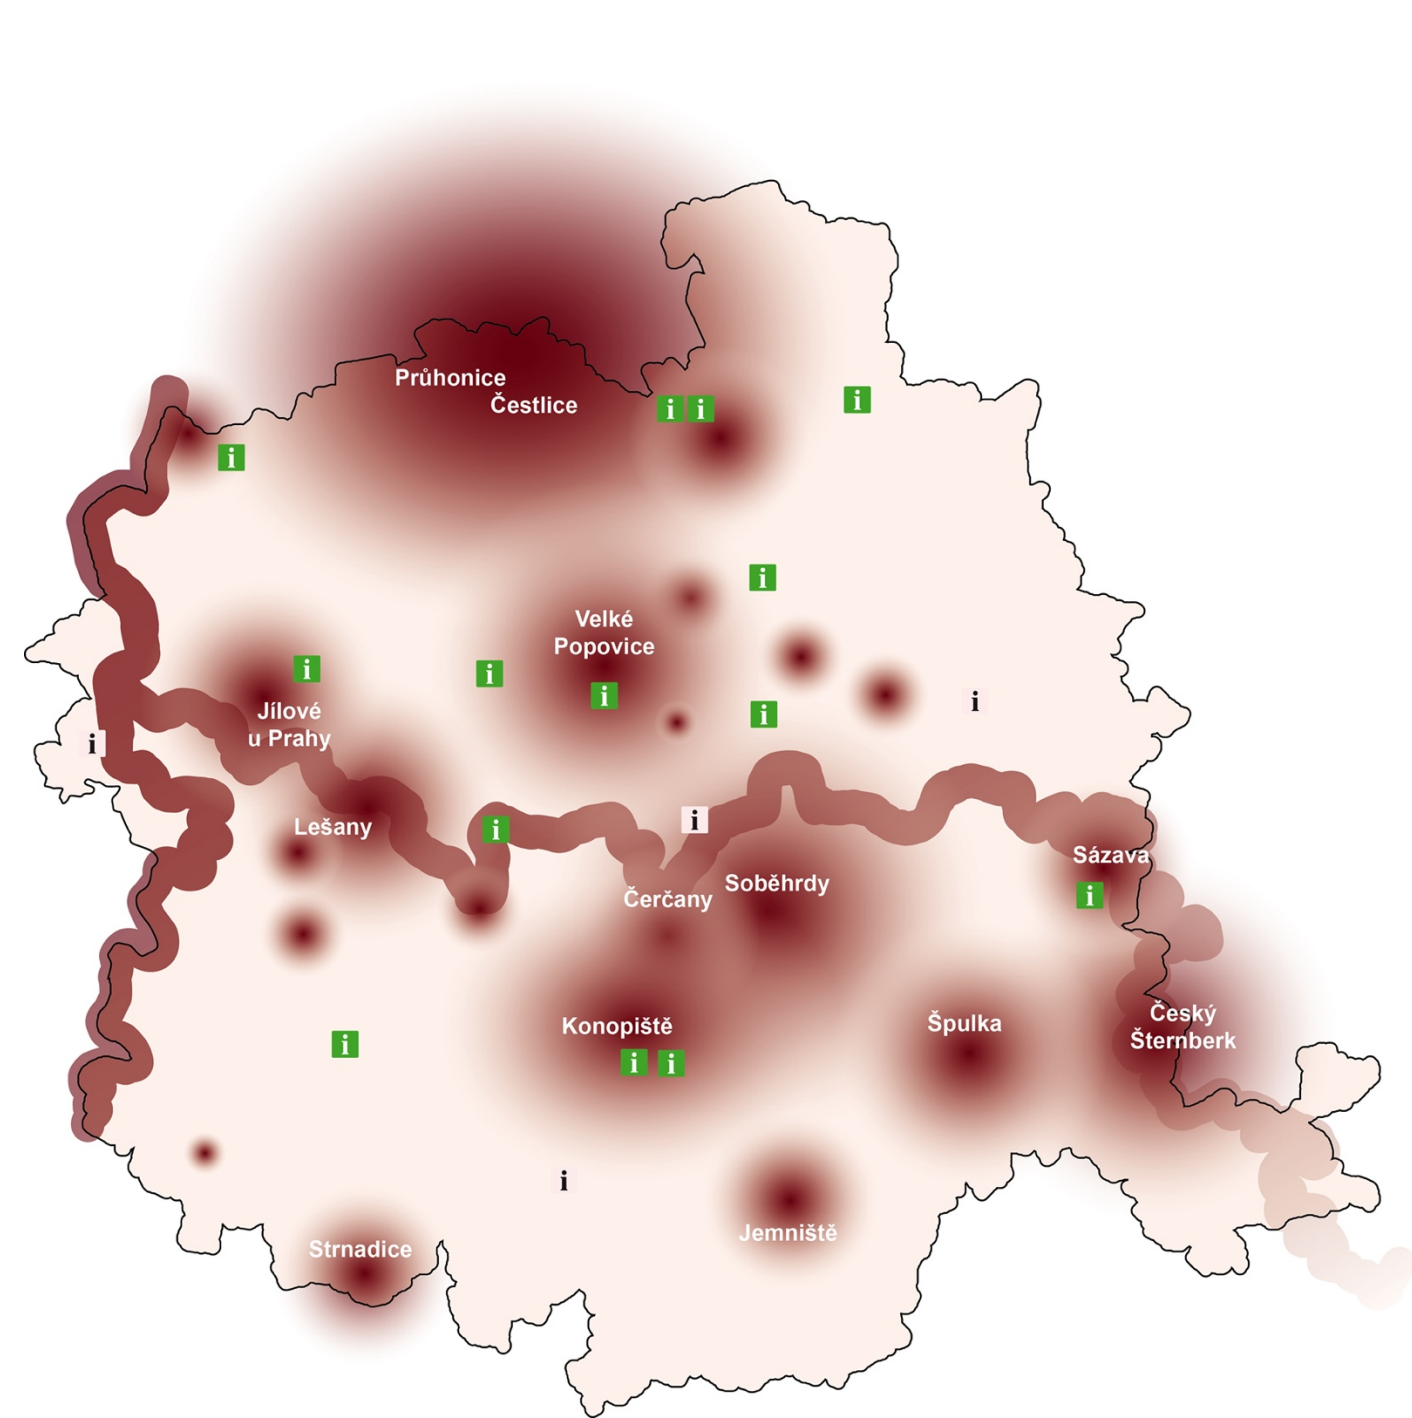 Průhonice
Čestlice
i i
i
i
i
Velké
Popovice
i
i
i
i
i
Jílové
u Prahy
i
i
i
Lešany
i
Sázava
Soběhrdy
i
Čerčany
Český
Šternberk
Špulka
Konopiště
i
i i
i
Jemniště
Strnadice